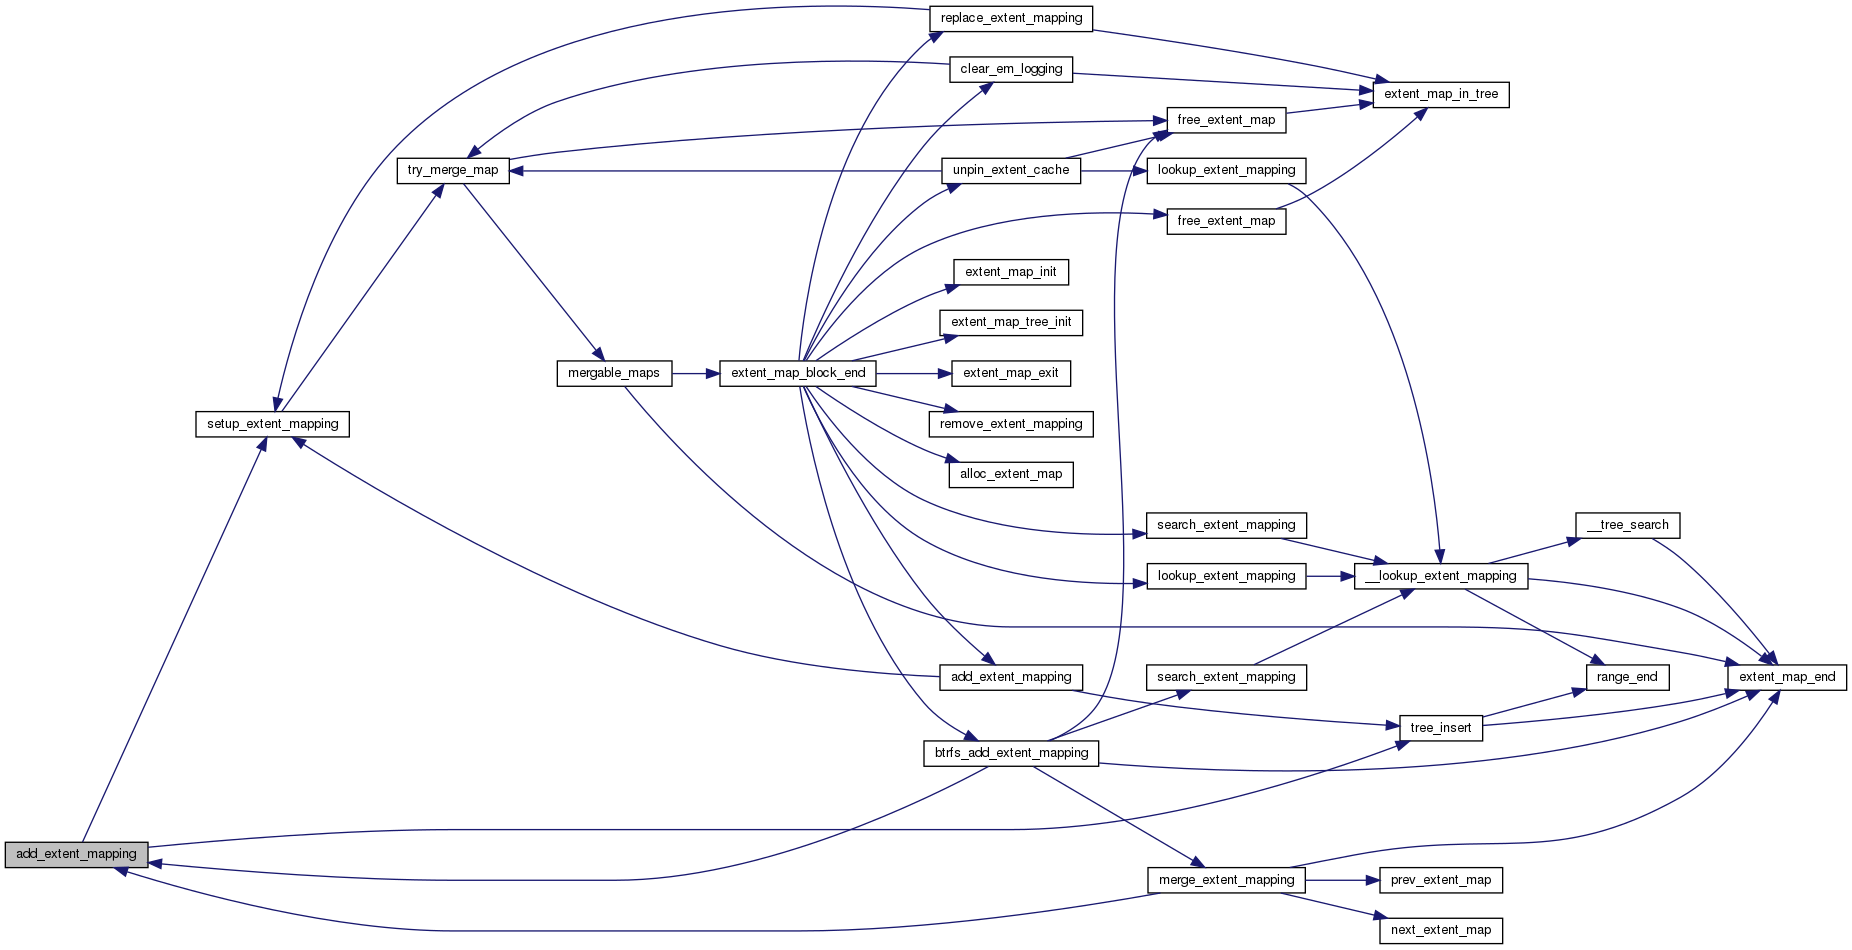 replace_extent_mapping
clear_em_logging
extent_map_in_tree
free_extent_map
try_merge_map
unpin_extent_cache
lookup_extent_mapping
free_extent_map
extent_map_init
extent_map_tree_init
mergable_maps
extent_map_block_end
extent_map_exit
setup_extent_mapping
remove_extent_mapping
alloc_extent_map
search_extent_mapping
__tree_search
lookup_extent_mapping
__lookup_extent_mapping
add_extent_mapping
search_extent_mapping
range_end
extent_map_end
tree_insert
btrfs_add_extent_mapping
add_extent_mapping
merge_extent_mapping
prev_extent_map
next_extent_map